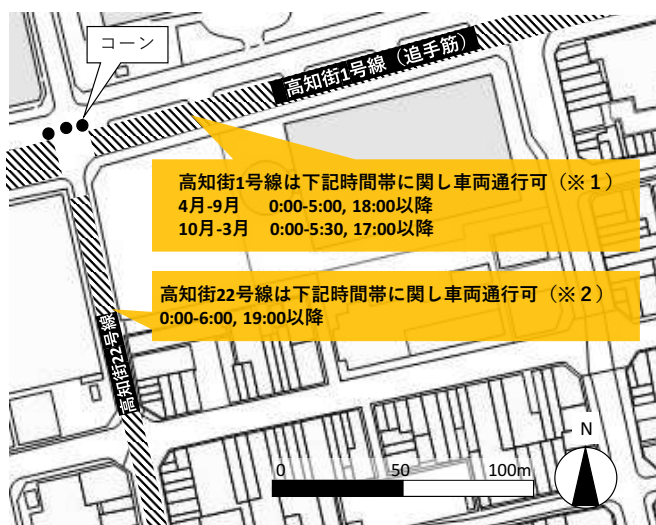 コーン
高知街1号線（追手筋）
高知街1号線は下記時間帯に関し車両通行可（※1）
4月-9月　0:00-5:00, 18:00以降
10月-3月　0:00-5:30, 17:00以降
高知街22号線は下記時間帯に関し車両通行可（※2）
0:00-6:00, 19:00以降
高知街22号線
N
0 50 100m